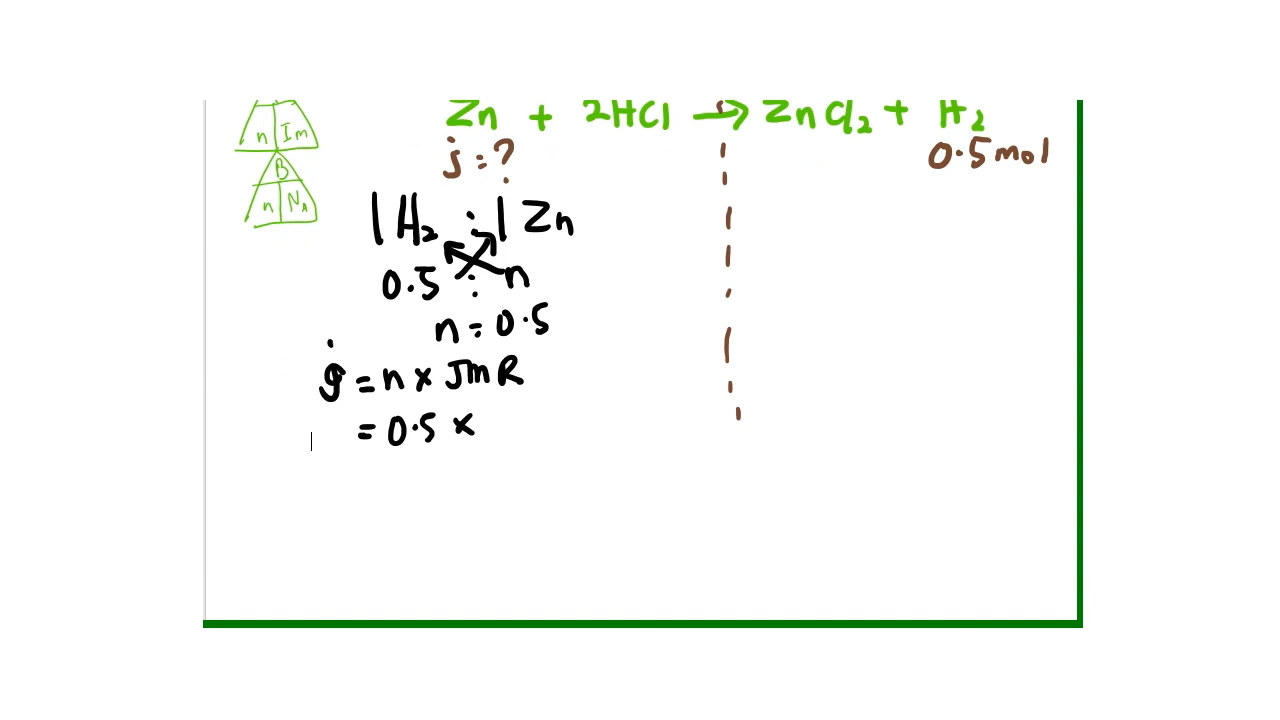 Zn + 2HCl → ZnCl₂ + H₂
j = ?
0.5 mol
n Im
B
n NA
1 H₂ : 1 Zn
0.5 : n
n = 0.5
j = n × JmR
= 0.5 ×